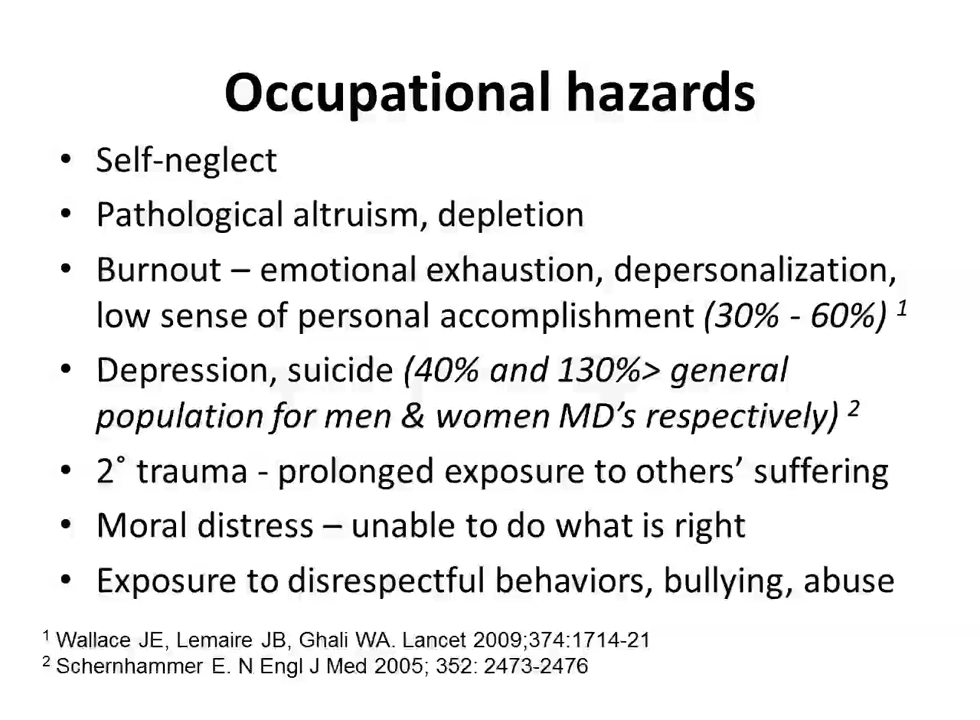 Occupational hazards
• Self-neglect
• Pathological altruism, depletion
• Burnout – emotional exhaustion, depersonalization,
low sense of personal accomplishment (30% - 60%) ¹
• Depression, suicide (40% and 130%> general
population for men & women MD’s respectively) ²
• 2˚ trauma - prolonged exposure to others’ suffering
• Moral distress – unable to do what is right
• Exposure to disrespectful behaviors, bullying, abuse
¹ Wallace JE, Lemaire JB, Ghali WA. Lancet 2009;374:1714-21
² Schernhammer E. N Engl J Med 2005; 352: 2473-2476